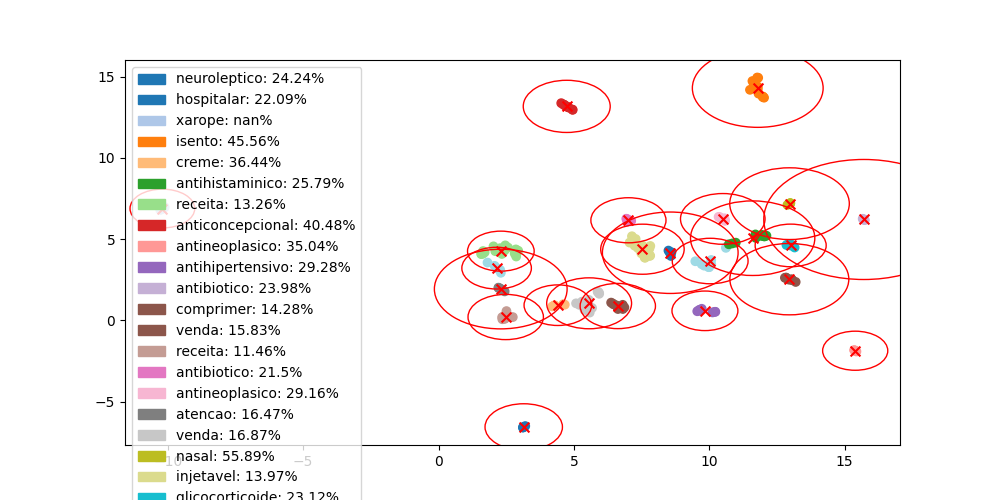 15
10
5
0
−5
neuroleptico: 24.24%
hospitalar: 22.09%
xarope: nan%
isento: 45.56%
creme: 36.44%
antihistaminico: 25.79%
receita: 13.26%
anticoncepcional: 40.48%
antineoplasico: 35.04%
antihipertensivo: 29.28%
antibiotico: 23.98%
comprimer: 14.28%
venda: 15.83%
receita: 11.46%
antibiotico: 21.5%
antineoplasico: 29.16%
atencao: 16.47%
venda: 16.87%
nasal: 55.89%
injetavel: 13.97%
glicocorticoide: 23.12%
−10 −5 0 5 10 15